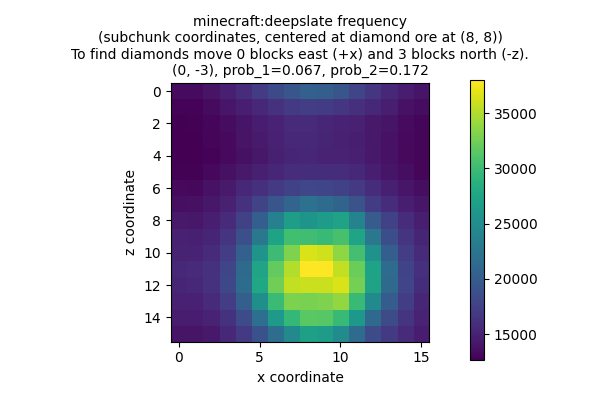 minecraft:deepslate frequency
(subchunk coordinates, centered at diamond ore at (8, 8))
To find diamonds move 0 blocks east (+x) and 3 blocks north (-z).
(0, -3), prob_1=0.067, prob_2=0.172
0
2
4
6
8
10
12
14
z coordinate
0
5
10
15
x coordinate
35000
30000
25000
20000
15000